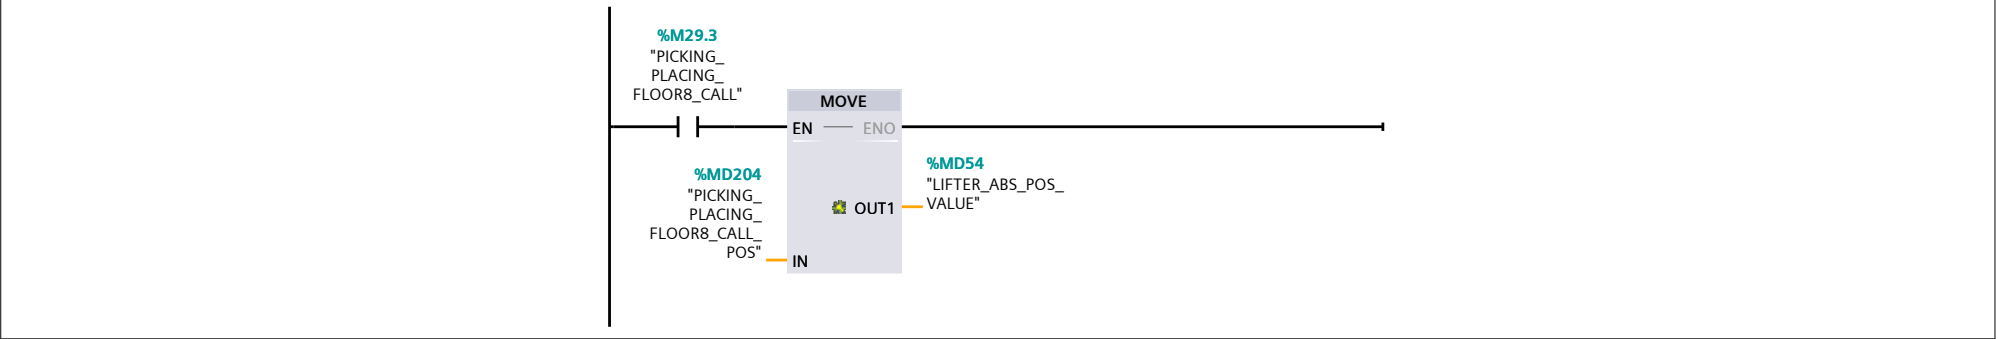 %M29.3
"PICKING_
PLACING_
FLOOR8_CALL"
MOVE
EN
ENO
%MD204
"PICKING_
PLACING_
FLOOR8_CALL_
POS"
IN
%MD54
"LIFTER_ABS_POS_
VALUE"
OUT1